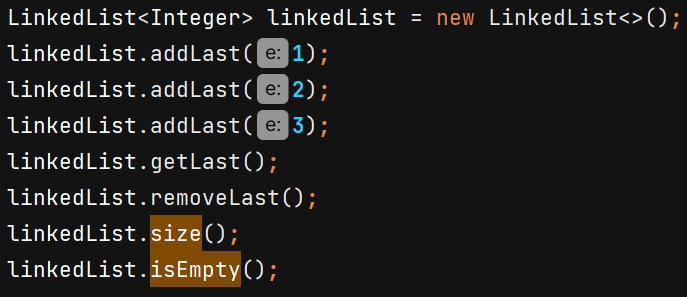 LinkedList<Integer> linkedList = new LinkedList<>();
linkedList.addLast(e: 1);
linkedList.addLast(e: 2);
linkedList.addLast(e: 3);
linkedList.getLast();
linkedList.removeLast();
linkedList.size();
linkedList.isEmpty();